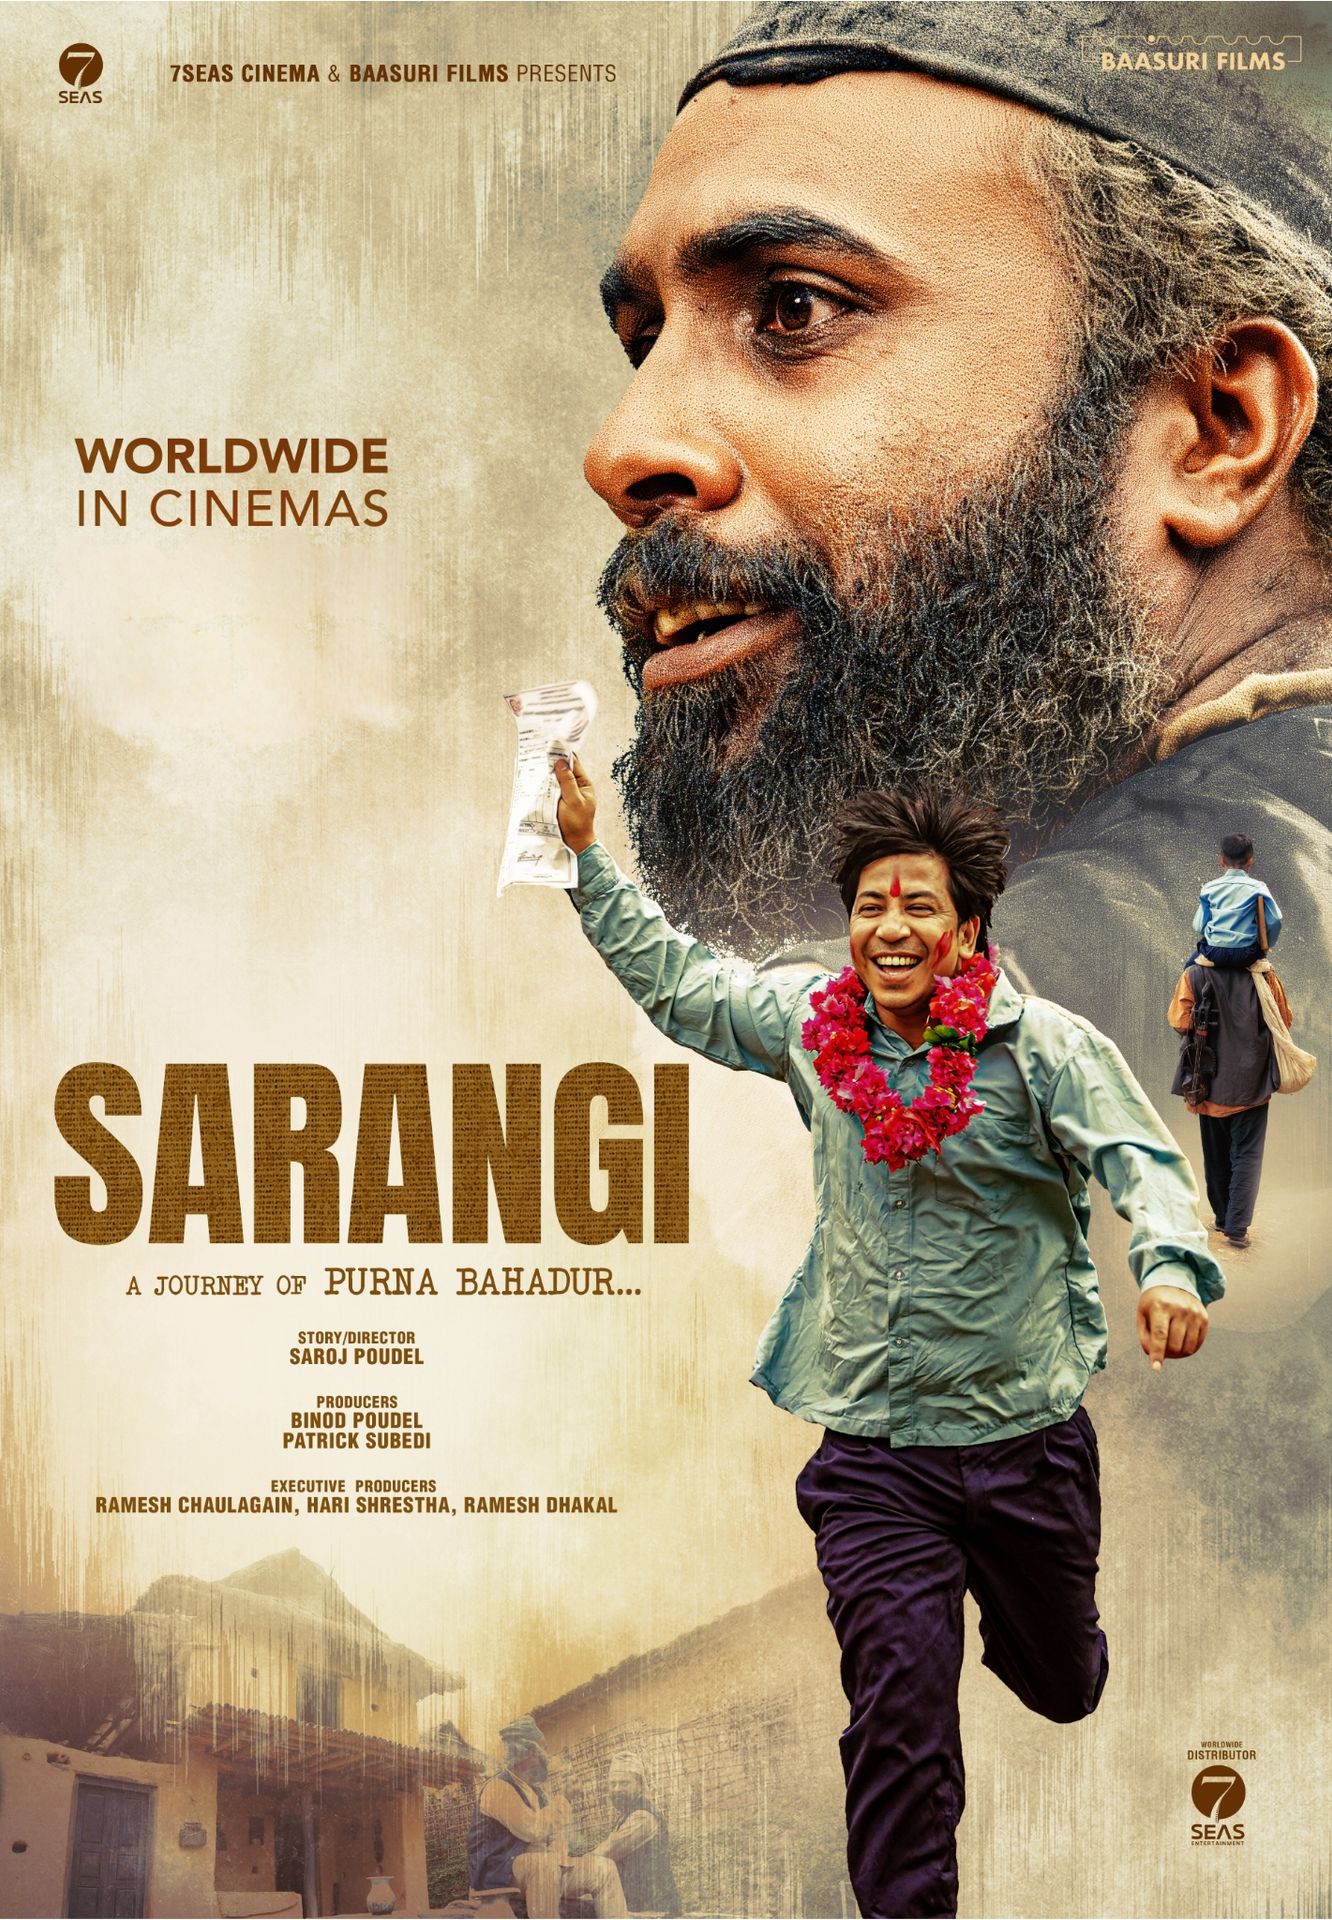 7
SEAS
7SEAS CINEMA & BAASURI FILMS PRESENTS
BAASURI FILMS
WORLDWIDE
IN CINEMAS
SARANGI
A JOURNEY OF PURNA BAHADUR...
STORY/DIRECTOR
SAROJ POUDEL
PRODUCERS
BINOD POUDEL
PATRICK SUBEDI
EXECUTIVE PRODUCERS
RAMESH CHAULAGAIN, HARI SHRESTHA, RAMESH DHAKAL
WORLDWIDE
DISTRIBUTOR
7
SEAS
ENTERTAINMENT